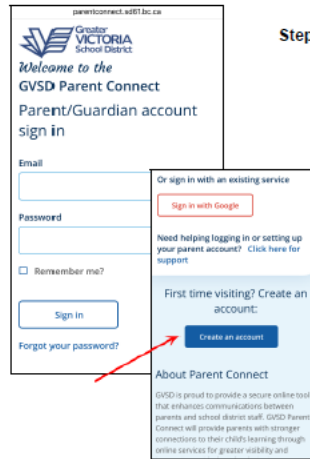 parentconnect.sd61.bc.ca
Greater
VICTORIA
School District
Step
Welcome to the
GVSD Parent Connect
Parent/Guardian account
sign in
Email
Password
Remember me?
Sign in
Forgot your password?
Or sign in with an existing service
Sign in with Google
Need helping logging in or setting up
your parent account? Click here for
support
First time visiting? Create an
account:
Create an account
About Parent Connect
GVSD is proud to provide a secure online tool
that enhances communications between
parents and school district staff. GVSD Parent
Connect will provide parents with stronger
connections to their child's learning through
online services for greater visibility and